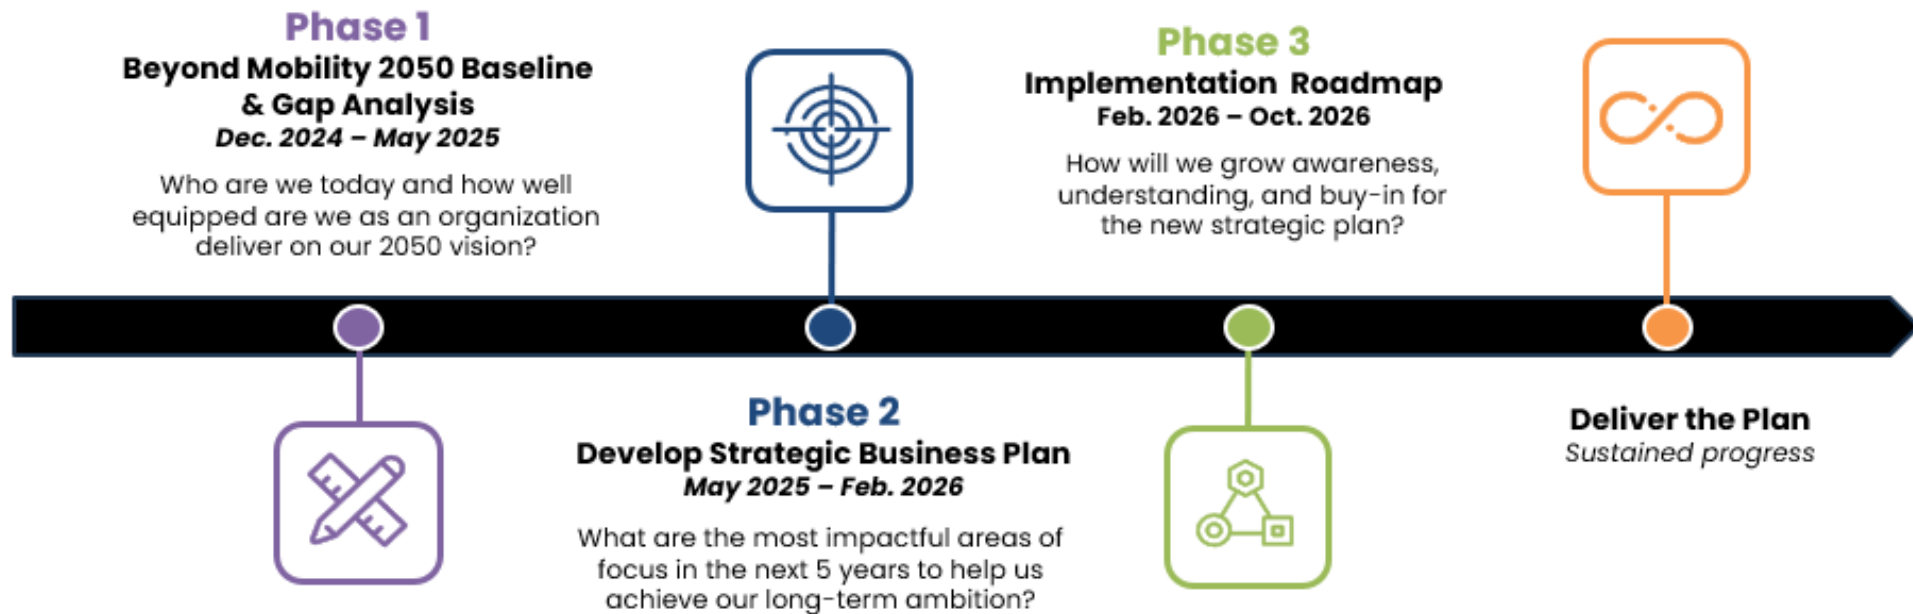 Phase 1
Beyond Mobility 2050 Baseline
& Gap Analysis
Dec. 2024 – May 2025
Who are we today and how well
equipped are we as an organization
deliver on our 2050 vision?
Phase 2
Develop Strategic Business Plan
May 2025 – Feb. 2026
What are the most impactful areas of
focus in the next 5 years to help us
achieve our long-term ambition?
Phase 3
Implementation Roadmap
Feb. 2026 – Oct. 2026
How will we grow awareness,
understanding, and buy-in for
the new strategic plan?
Deliver the Plan
Sustained progress